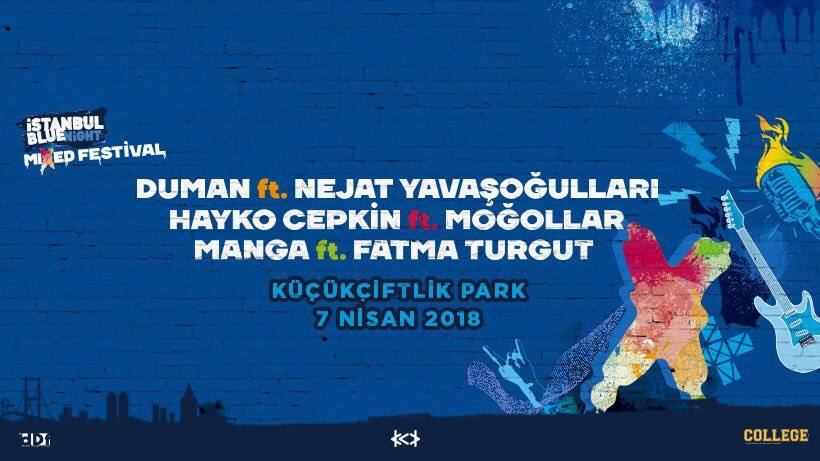 İSTANBUL
BLUE NIGHT
MIXED FESTIVAL
DUMAN ft. NEJAT YAVAŞOĞULLARI
HAYKO CEPKİN ft. MOĞOLLAR
MANGA ft. FATMA TURGUT
KÜÇÜKÇİFTLİK PARK
7 NİSAN 2018
COLLEGE